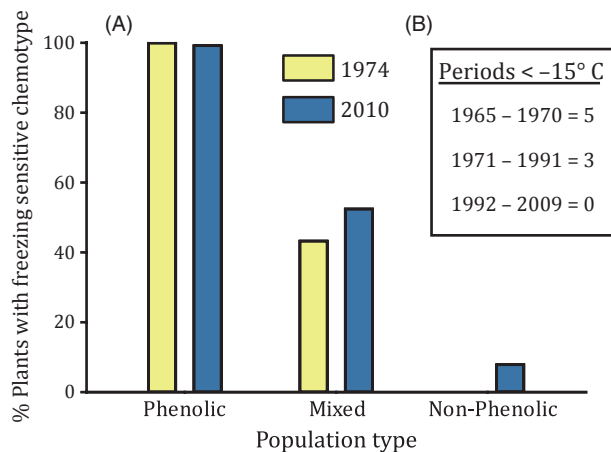 (A)
(B)
% Plants with freezing sensitive chemotype
100
80
60
40
20
0
1974
2010
Periods < –15° C
1965 – 1970 = 5
1971 – 1991 = 3
1992 – 2009 = 0
Phenolic Mixed Non-Phenolic
Population type